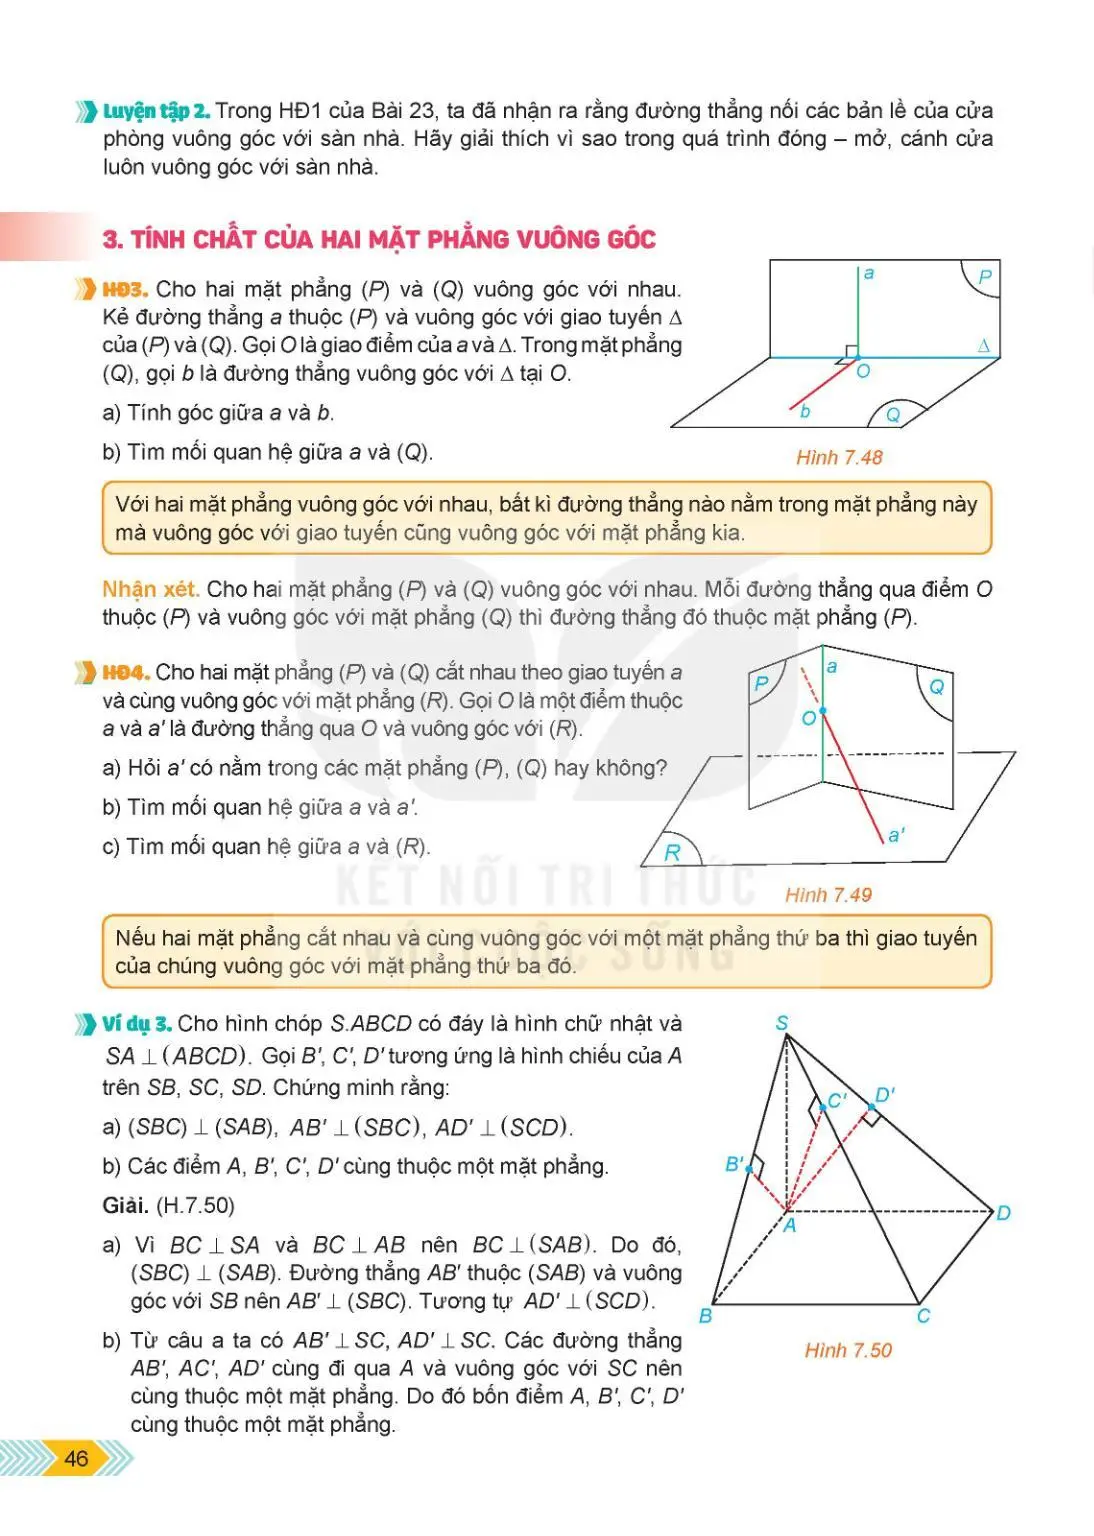 Luyện tập 2. Trong HĐ1 của Bài 23, ta đã nhận ra rằng đường thẳng nối các bản lề của cửa
phòng vuông góc với sàn nhà. Hãy giải thích vì sao trong quá trình đóng – mở, cánh cửa
luôn vuông góc với sàn nhà.
3. TÍNH CHẤT CỦA HAI MẶT PHẲNG VUÔNG GÓC
HĐ3. Cho hai mặt phẳng (P) và (Q) vuông góc với nhau.
Kẻ đường thẳng a thuộc (P) và vuông góc với giao tuyến Δ
của (P) và (Q). Gọi O là giao điểm của a và Δ. Trong mặt phẳng
(Q), gọi b là đường thẳng vuông góc với Δ tại O.
a) Tính góc giữa a và b.
b) Tìm mối quan hệ giữa a và (Q).
a
P
Δ
O
b
Q
Hình 7.48
Với hai mặt phẳng vuông góc với nhau, bất kì đường thẳng nào nằm trong mặt phẳng này
mà vuông góc với giao tuyến cũng vuông góc với mặt phẳng kia.
Nhận xét. Cho hai mặt phẳng (P) và (Q) vuông góc với nhau. Mỗi đường thẳng qua điểm O
thuộc (P) và vuông góc với mặt phẳng (Q) thì đường thẳng đó thuộc mặt phẳng (P).
HĐ4. Cho hai mặt phẳng (P) và (Q) cắt nhau theo giao tuyến a
và cùng vuông góc với mặt phẳng (R). Gọi O là một điểm thuộc
a và a' là đường thẳng qua O và vuông góc với (R).
a) Hỏi a' có nằm trong các mặt phẳng (P), (Q) hay không?
b) Tìm mối quan hệ giữa a và a'.
c) Tìm mối quan hệ giữa a và (R).
P
a
Q
O
a'
R
Hình 7.49
KẾT NỐI TRI THỨC
VỚI CUỘC SỐNG
Nếu hai mặt phẳng cắt nhau và cùng vuông góc với một mặt phẳng thứ ba thì giao tuyến
của chúng vuông góc với mặt phẳng thứ ba đó.
Ví dụ 3. Cho hình chóp S.ABCD có đáy là hình chữ nhật và
SA ⊥ (ABCD). Gọi B', C', D' tương ứng là hình chiếu của A
trên SB, SC, SD. Chứng minh rằng:
a) (SBC) ⊥ (SAB), AB' ⊥ (SBC), AD' ⊥ (SCD).
b) Các điểm A, B', C', D' cùng thuộc một mặt phẳng.
Giải. (H.7.50)
a) Vì BC ⊥ SA và BC ⊥ AB nên BC ⊥ (SAB). Do đó,
(SBC) ⊥ (SAB). Đường thẳng AB' thuộc (SAB) và vuông
góc với SB nên AB' ⊥ (SBC). Tương tự AD' ⊥ (SCD).
b) Từ câu a ta có AB' ⊥ SC, AD' ⊥ SC. Các đường thẳng
AB', AC', AD' cùng đi qua A và vuông góc với SC nên
cùng thuộc một mặt phẳng. Do đó bốn điểm A, B', C', D'
cùng thuộc một mặt phẳng.
S
C'
D'
B'
A
D
B
C
Hình 7.50
46